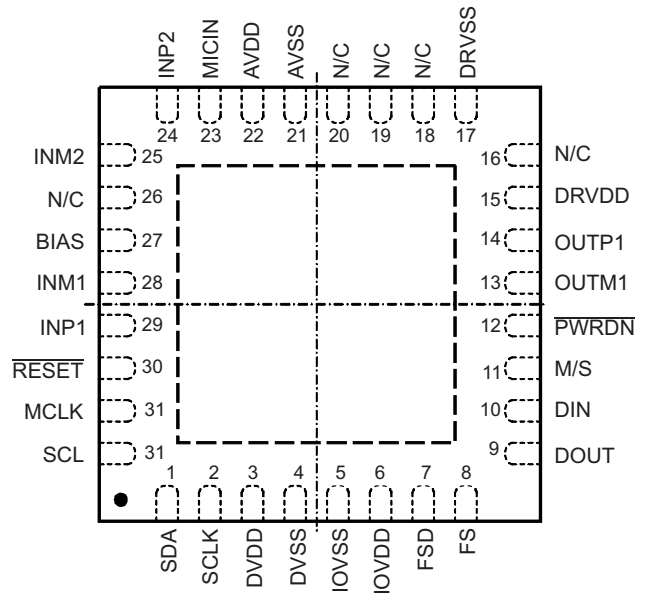 INP2 MICIN AVDD AVSS N/C N/C N/C DRVSS
24 23 22 21 20 19 18 17
INM2 25 16 N/C
N/C 26 15 DRVDD
BIAS 27 14 OUTP1
INM1 28 13 OUTM1
INP1 29 12 PWRDN
RESET 30 11 M/S
MCLK 31 10 DIN
SCL 31 9 DOUT
1 2 3 4 5 6 7 8
SDA SCLK DVDD DVSS IOVSS IOVDD FSD FS